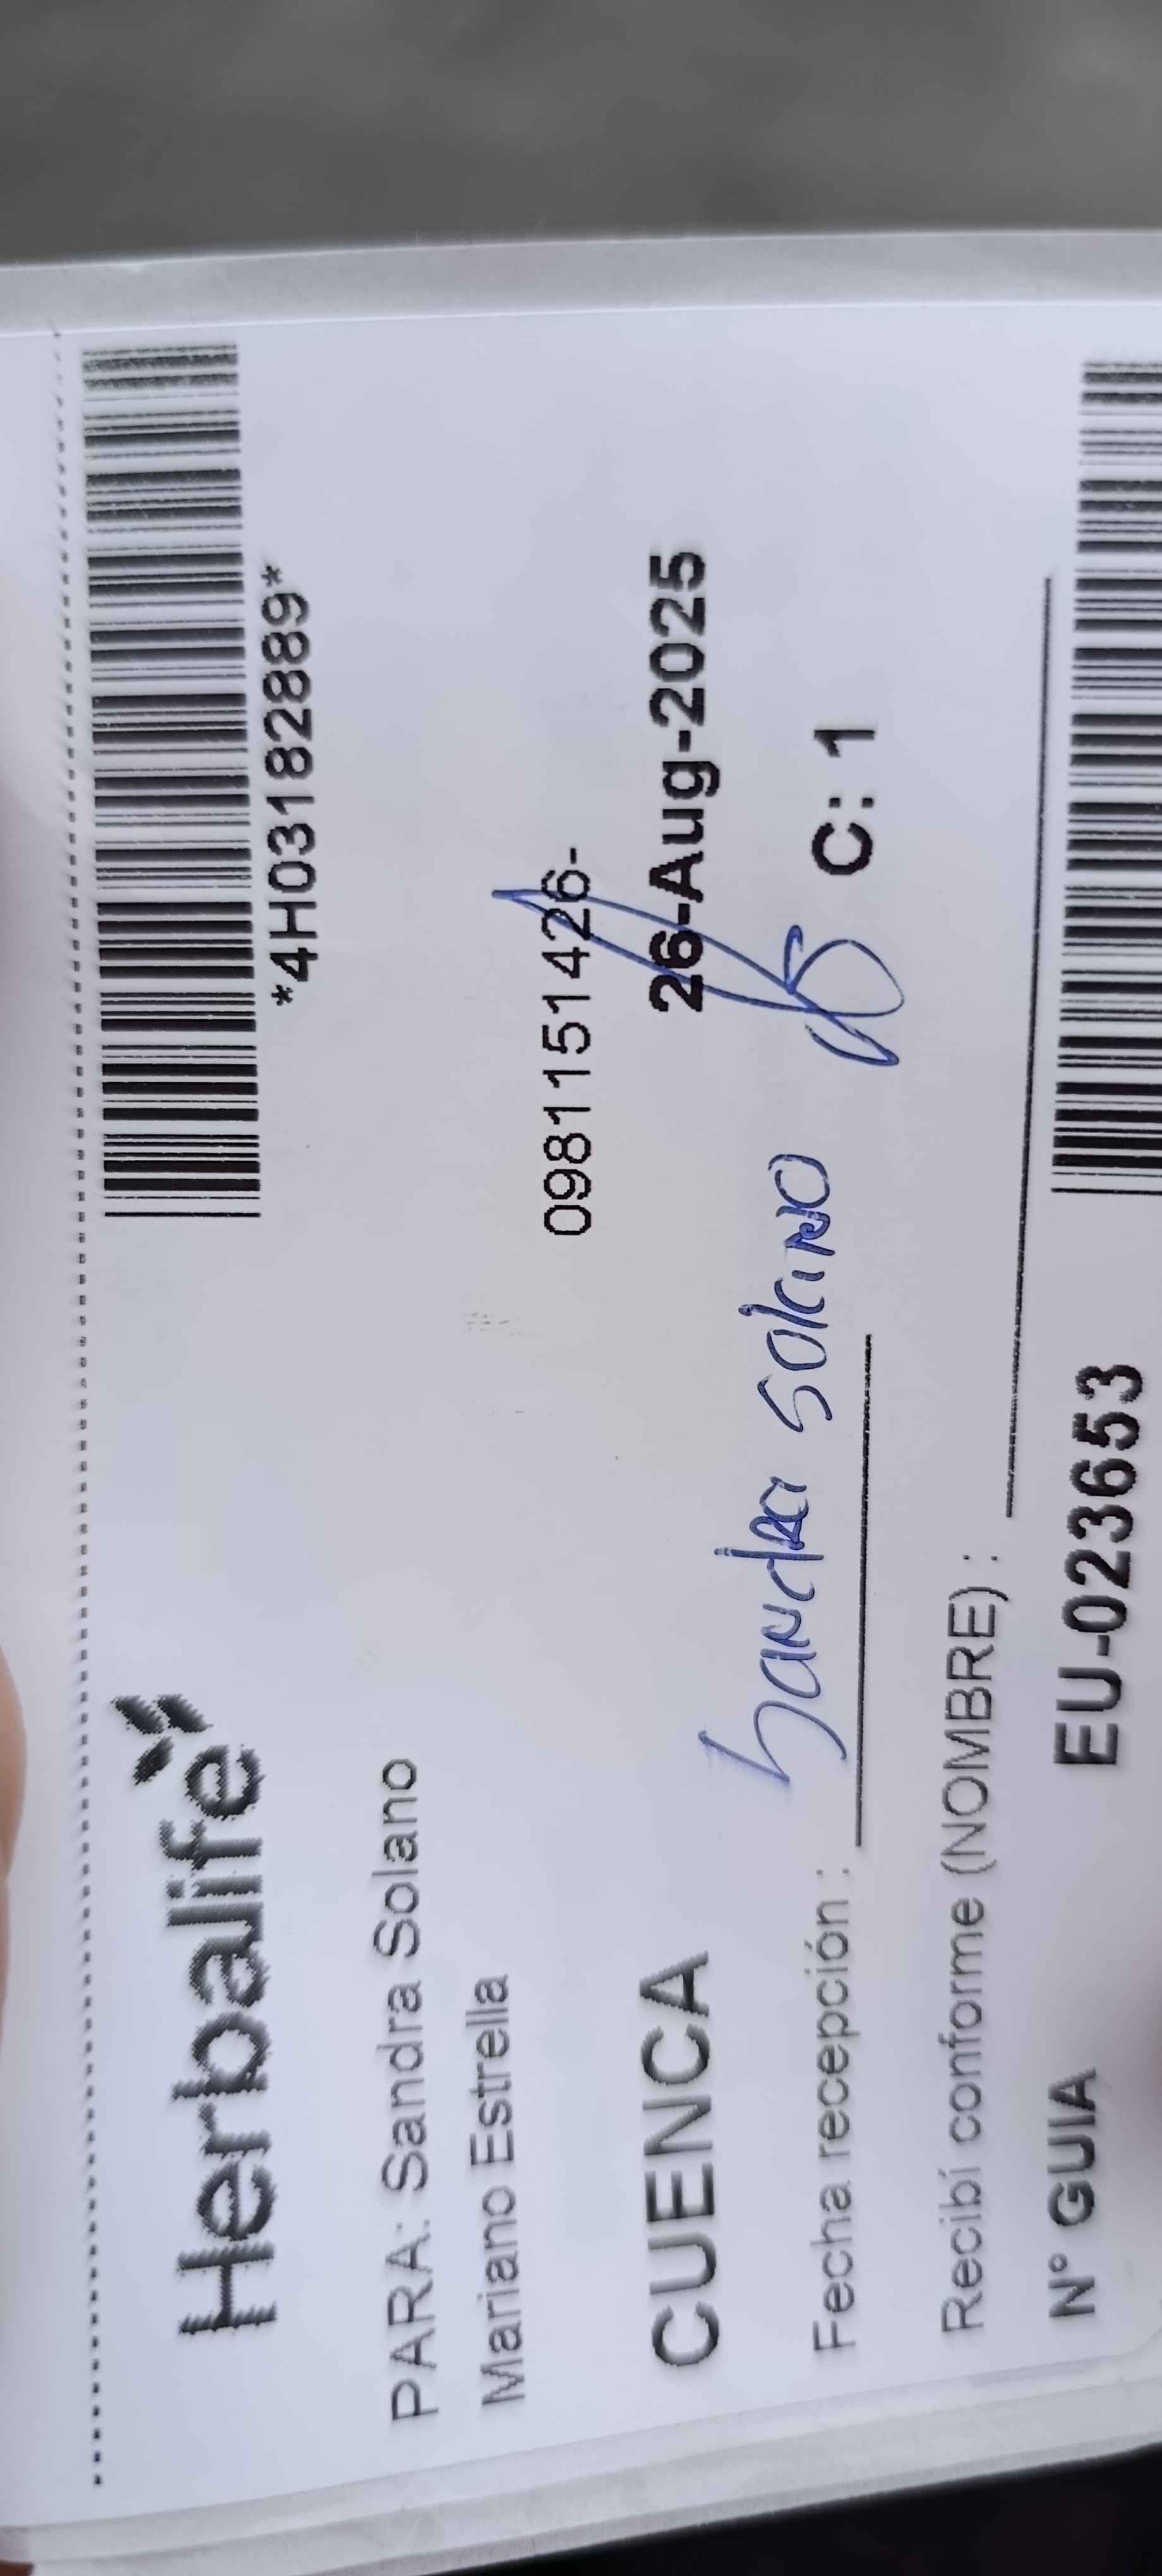 Herbalife
*4H03182889*
PARA: Sandra Solano
Mariano Estrella
0981151426-
CUENCA
26-Aug-2025
Sandra Solano
Fecha recepción :
C: 1
Recibí conforme (NOMBRE) :
N° GUIA EU-023653